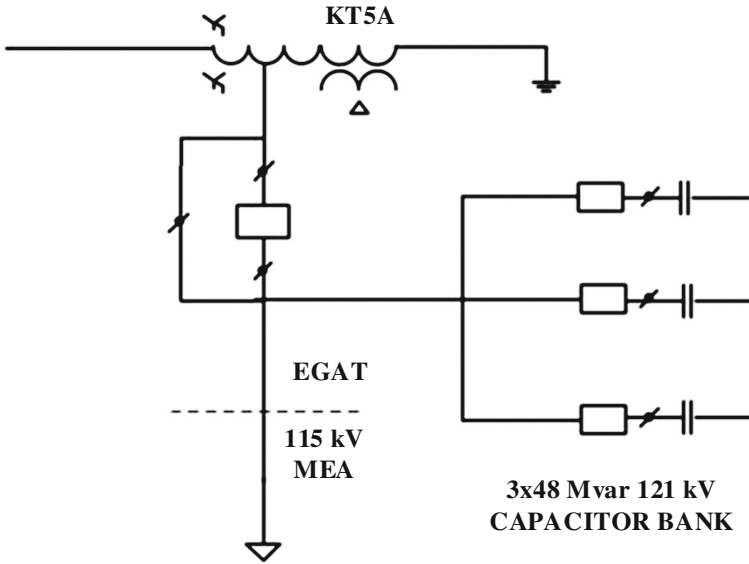 KT5A
EGAT
115 kV
MEA
3x48 Mvar 121 kV
CAPACITOR BANK